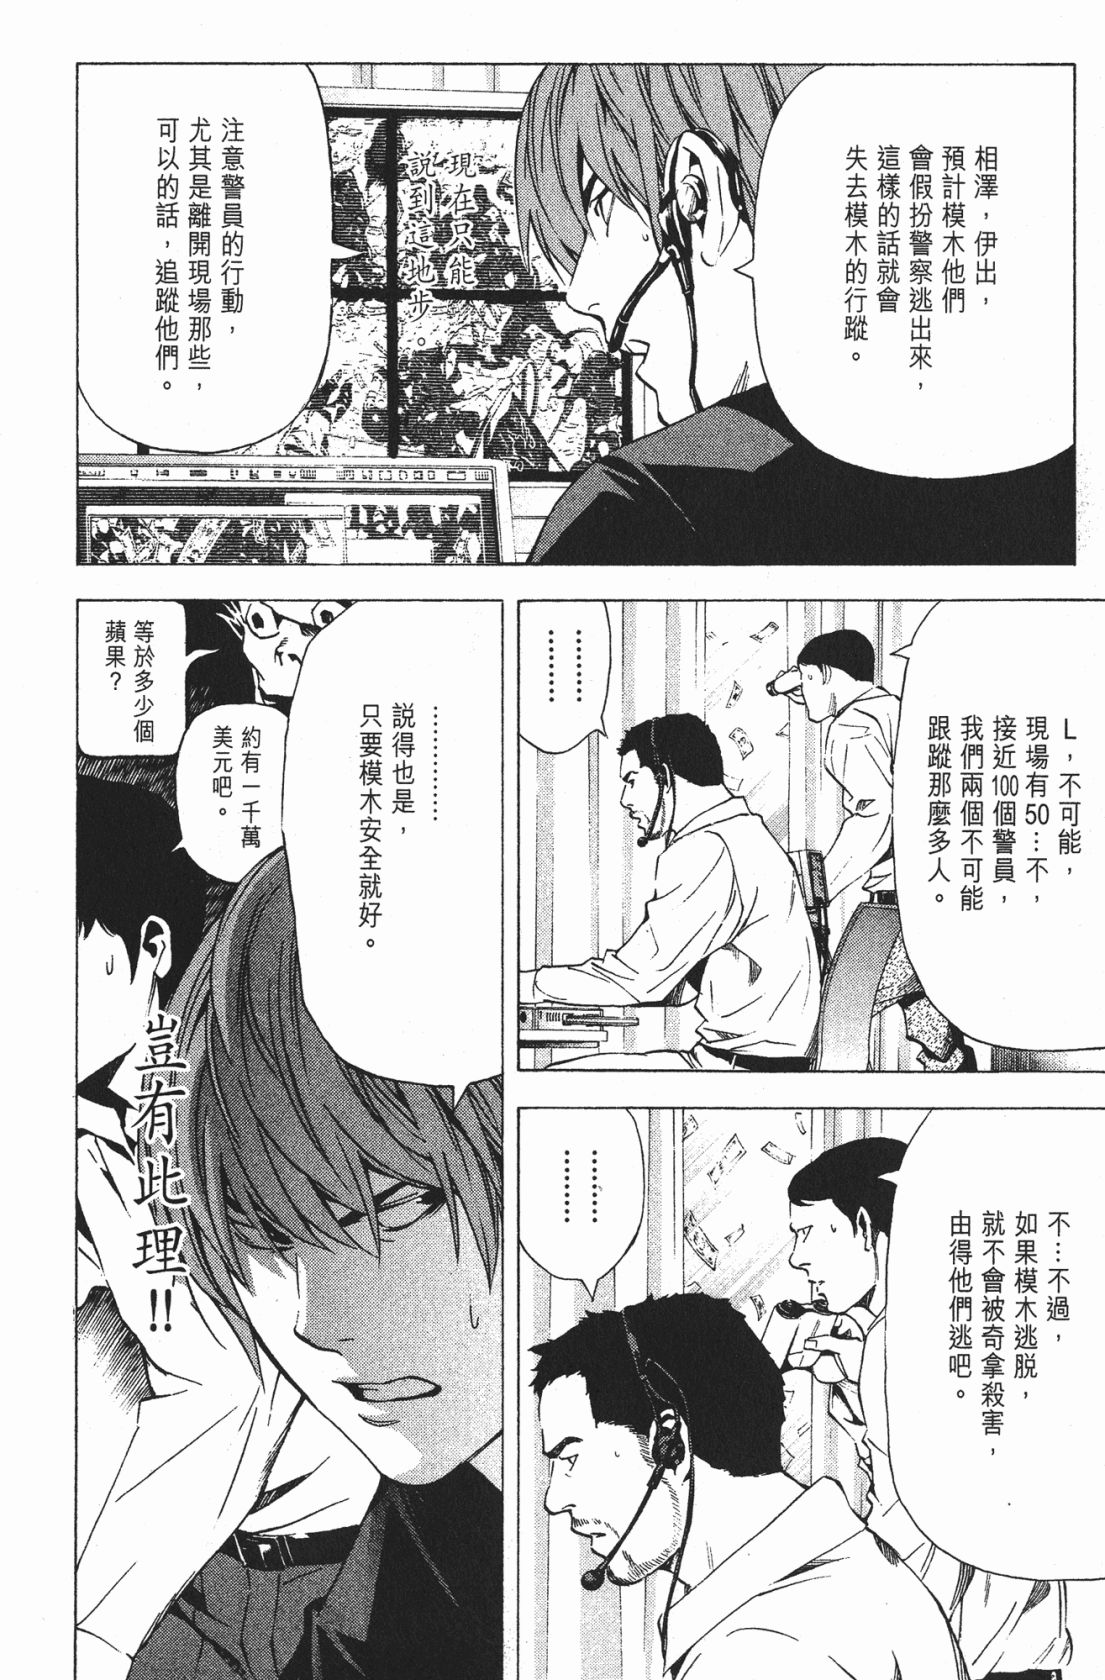 相澤，伊出，
預計模木他們
會假扮警察逃出來，
這樣的話就會
失去模木的行蹤。
現在只能
說到這地步。
注意警員的行動，
尤其是離開現場那些，
可以的話，追蹤他們。
L，不可能，
現場有50…不，
接近100個警員，
我們兩個不可能
跟蹤那麼多人。
………
………
不…不過，
如果模木逃脫，
就不會被奇拿殺害，
由得他們逃吧。
………
………
…………
說得也是，
只要模木安全就好。
約有一千萬
美元吧。
等於多少個
蘋果？
豈有此理!!